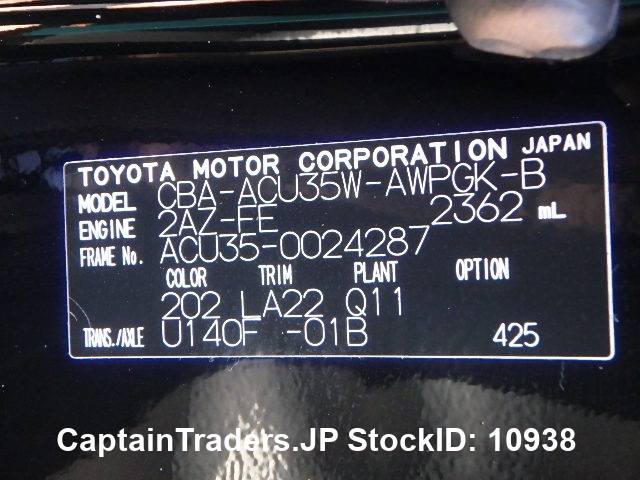 TOYOTA MOTOR CORPORATION JAPAN
MODEL CBA-ACU35W-AWPGK-B
ENGINE 2AZ-FE 2362 mL
FRAME No. ACU35-0024287
COLOR TRIM PLANT OPTION
202 LA22 Q11
TRANS./AXLE U140F -01B 425
CaptainTraders.JP StockID: 10938